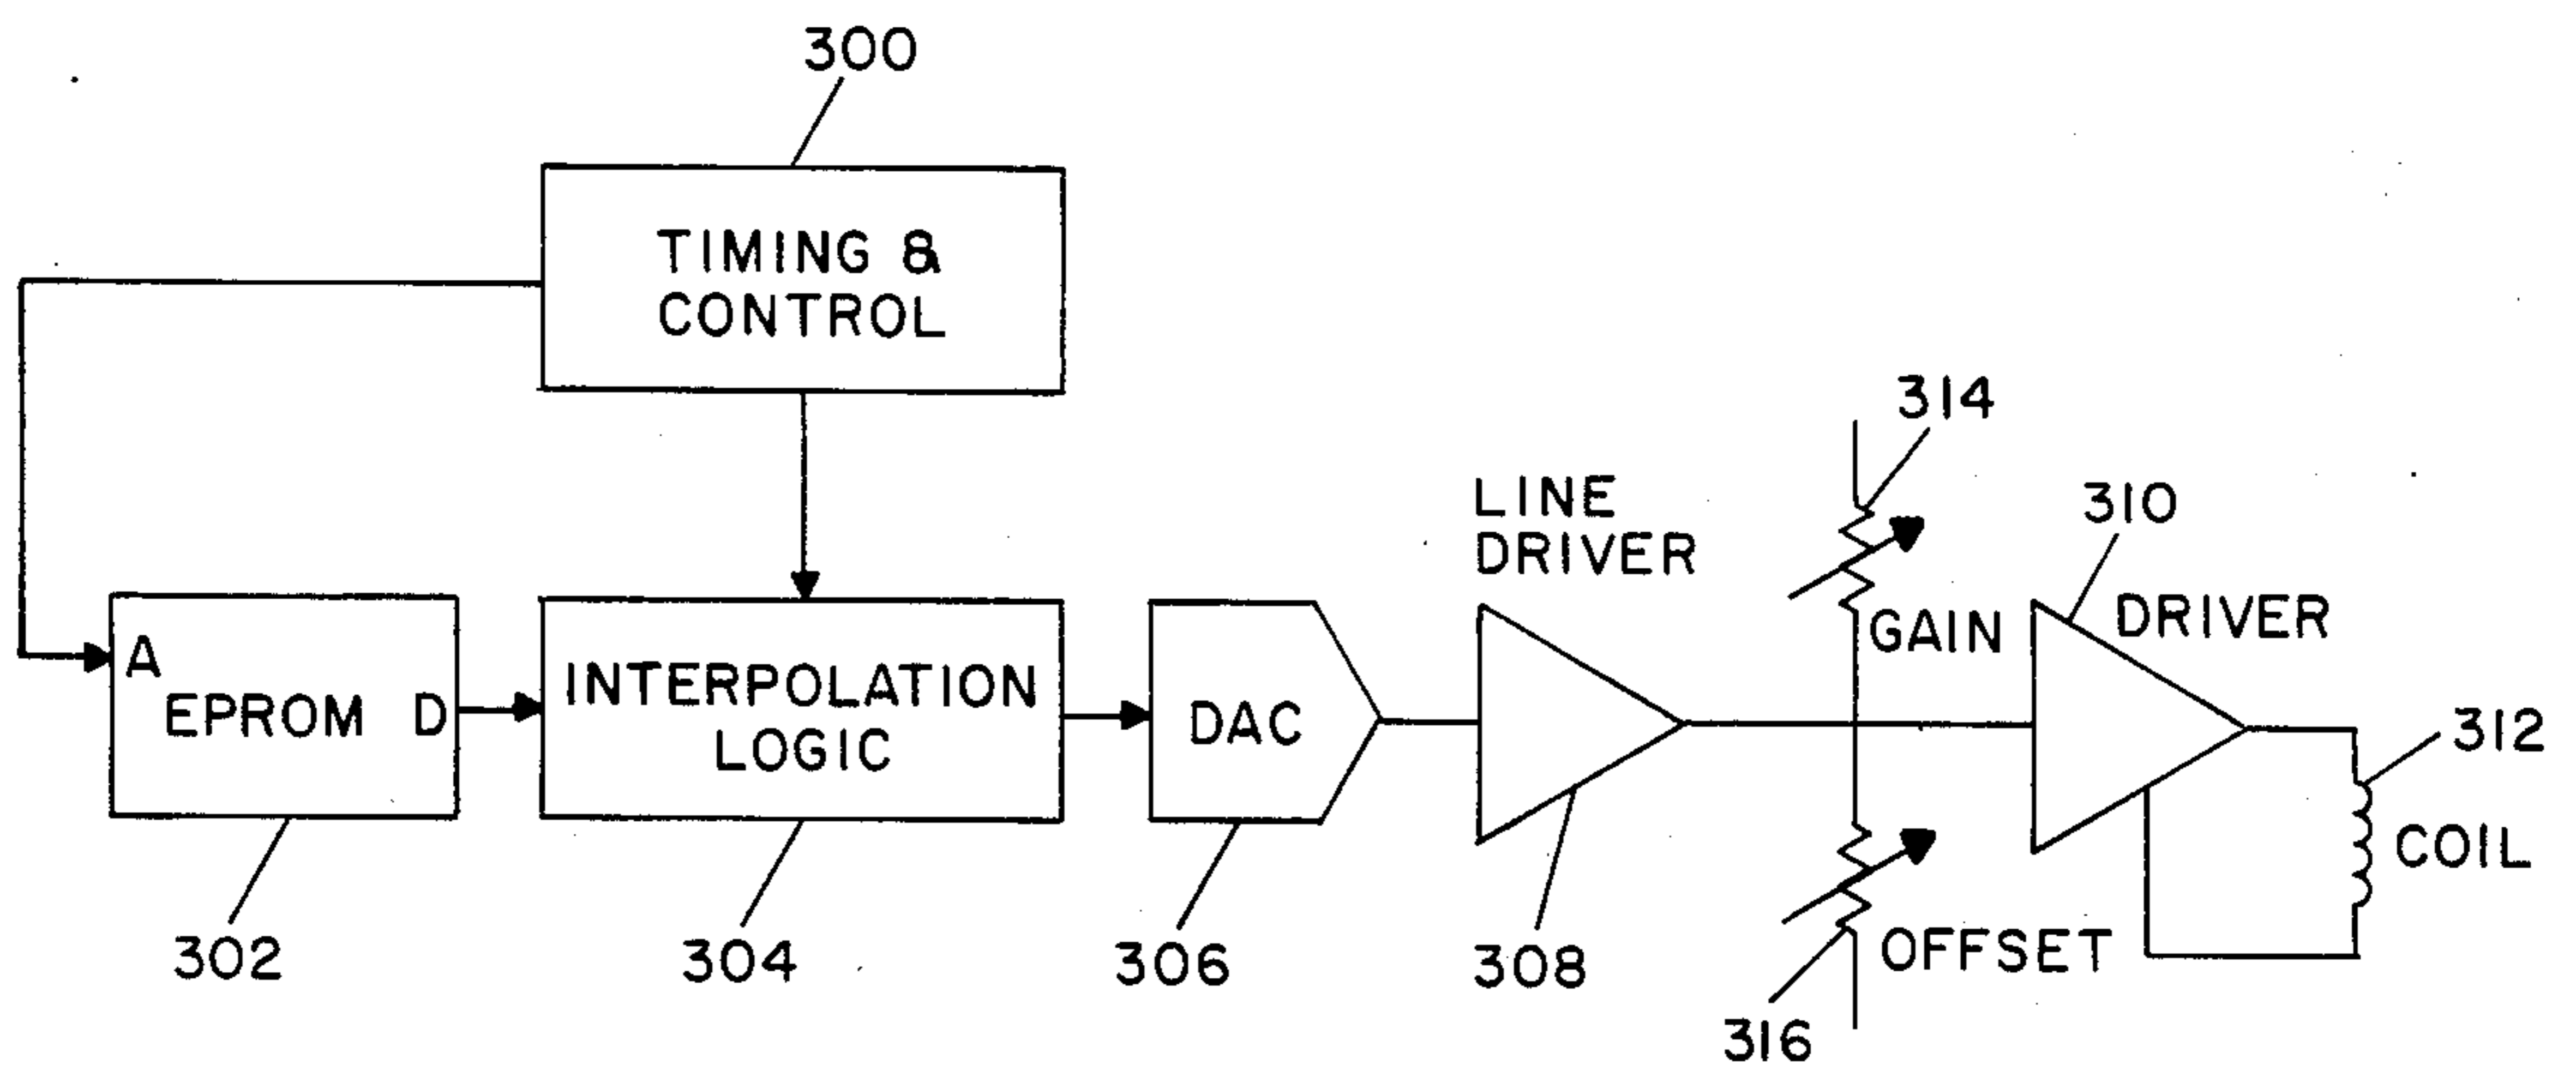 300
TIMING &
CONTROL
314
LINE
DRIVER
310
A
EPROM D
INTERPOLATION
LOGIC
DAC
GAIN
DRIVER
312
COIL
302
304
306
308
OFFSET
316